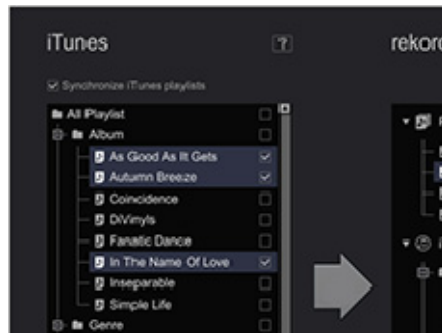 iTunes
?
rekor
Synchronize iTunes playlists
All Playlist
Album
As Good As It Gets
Autumn Breeze
Coincidence
DiVinyls
Fanatic Dance
In The Name Of Love
Inseparable
Simple Life
Genre